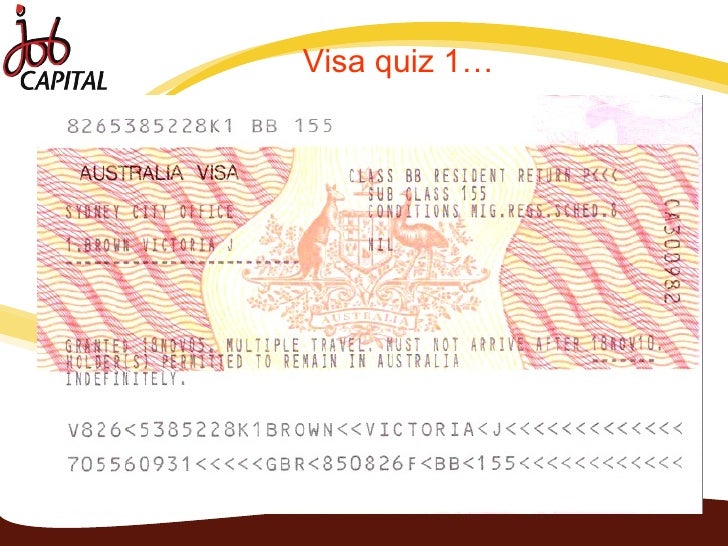 job
CAPITAL
Visa quiz 1…
8265385228K1 BB 155
AUSTRALIA VISA
CLASS BB RESIDENT RETURN P<<<
SUB CLASS 155
SYDNEY CITY OFFICE
CONDITIONS MIG.REGS.SCHED.8
1.BROWN VICTORIA J
NIL
CA300982
AUSTRALIA
GRANTED 18NOV05. MULTIPLE TRAVEL. MUST NOT ARRIVE AFTER 18NOV10.
HOLDER(S) PERMITTED TO REMAIN IN AUSTRALIA
INDEFINITELY.
V826<5385228K1BROWN<<VICTORIA<J<<<<<<<<<<<<<
705560931<<<<<GBR<850826F<BB<155<<<<<<<<<<<<